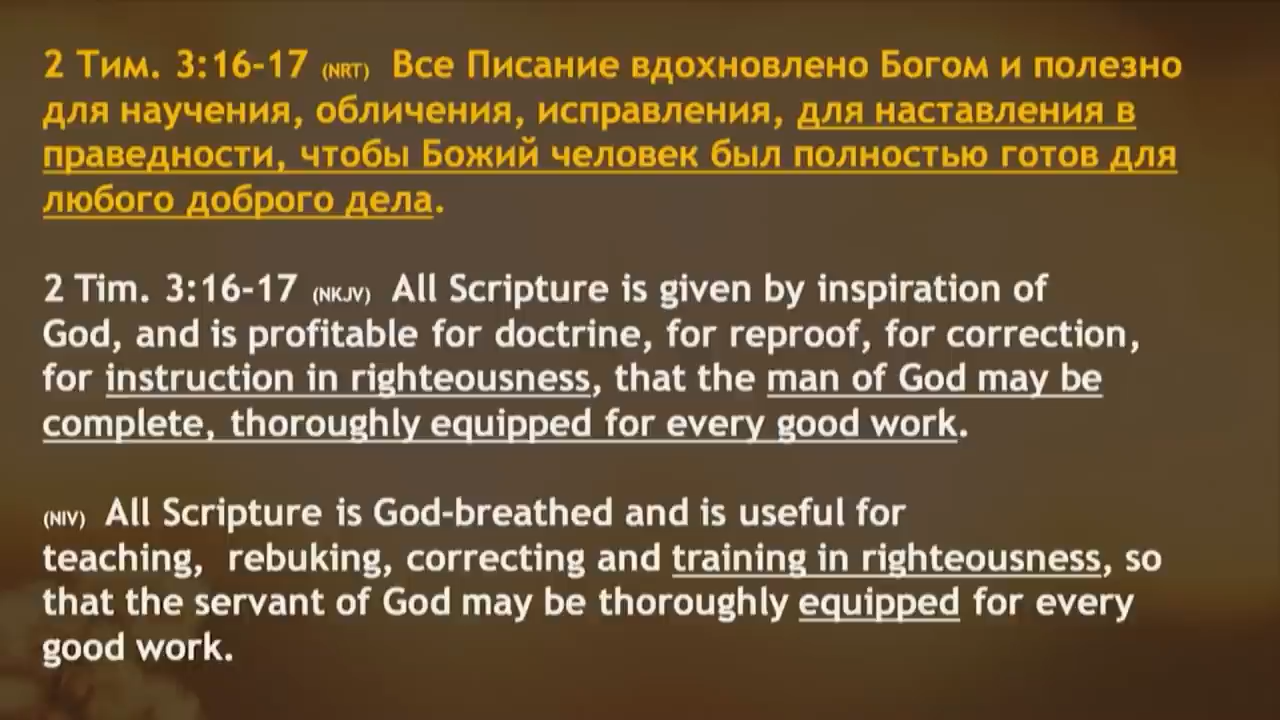 2 Тим. 3:16-17 (NRT) Все Писание вдохновлено Богом и полезно
для научения, обличения, исправления, для наставления в
праведности, чтобы Божий человек был полностью готов для
любого доброго дела.
2 Tim. 3:16-17 (NKJV) All Scripture is given by inspiration of
God, and is profitable for doctrine, for reproof, for correction,
for instruction in righteousness, that the man of God may be
complete, thoroughly equipped for every good work.
(NIV) All Scripture is God-breathed and is useful for
teaching, rebuking, correcting and training in righteousness, so
that the servant of God may be thoroughly equipped for every
good work.